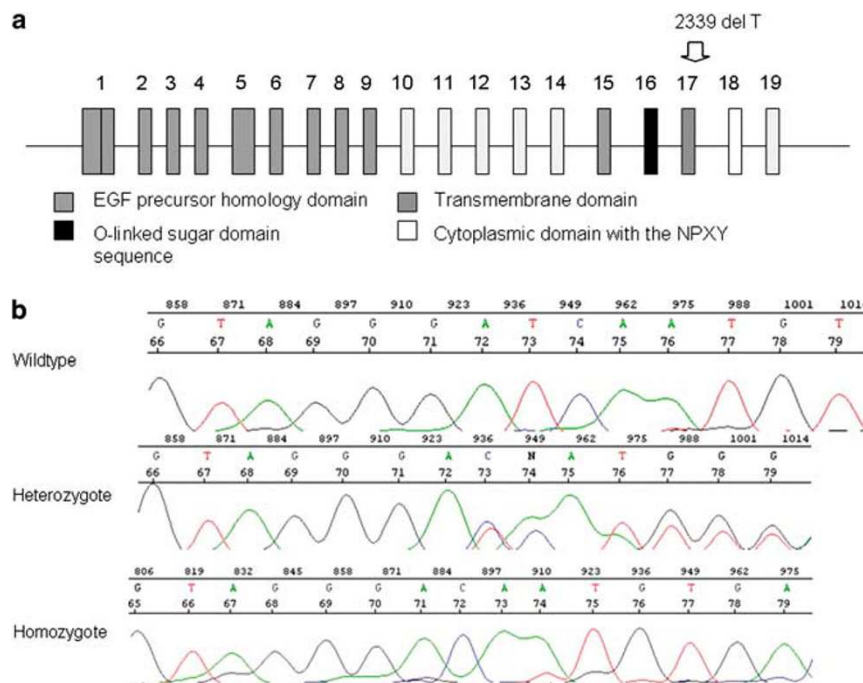 a
2339 del T
1 2 3 4 5 6 7 8 9 10 11 12 13 14 15 16 17 18 19
EGF precursor homology domain
Transmembrane domain
O-linked sugar domain
sequence
Cytoplasmic domain with the NPXY
b
858 871 884 897 910 923 936 949 962 975 988 1001
G T A G G G A T C A A T G T
66 67 68 69 70 71 72 73 74 75 76 77 78 79
Wildtype
858 871 884 897 910 923 936 949 962 975 988 1001 1014
G T A G G G A C N A T G G G
66 67 68 69 70 71 72 73 74 75 76 77 78 79
Heterozygote
806 819 832 845 858 871 884 897 910 923 936 949 962 975
G T A G G G A C A A T G T G A
65 66 67 68 69 70 71 72 73 74 75 76 77 78 79
Homozygote